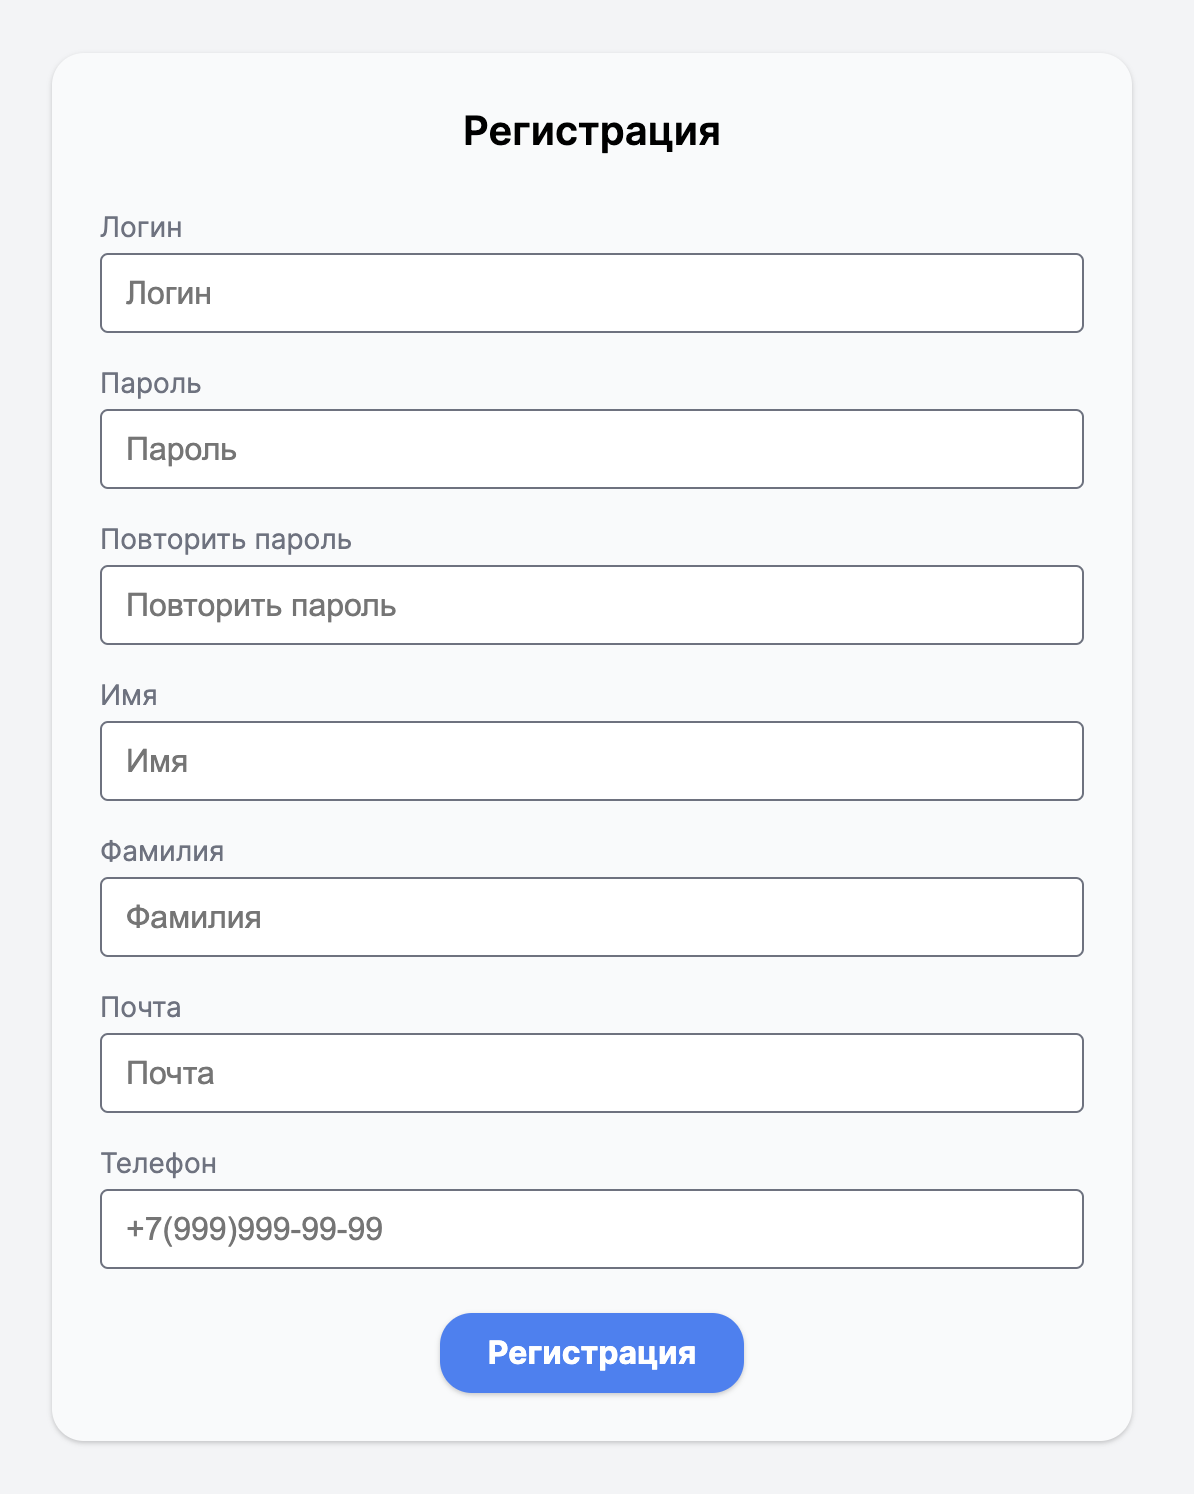 Регистрация
Логин
Логин
Пароль
Пароль
Повторить пароль
Повторить пароль
Имя
Имя
Фамилия
Фамилия
Почта
Почта
Телефон
+7(999)999-99-99
Регистрация